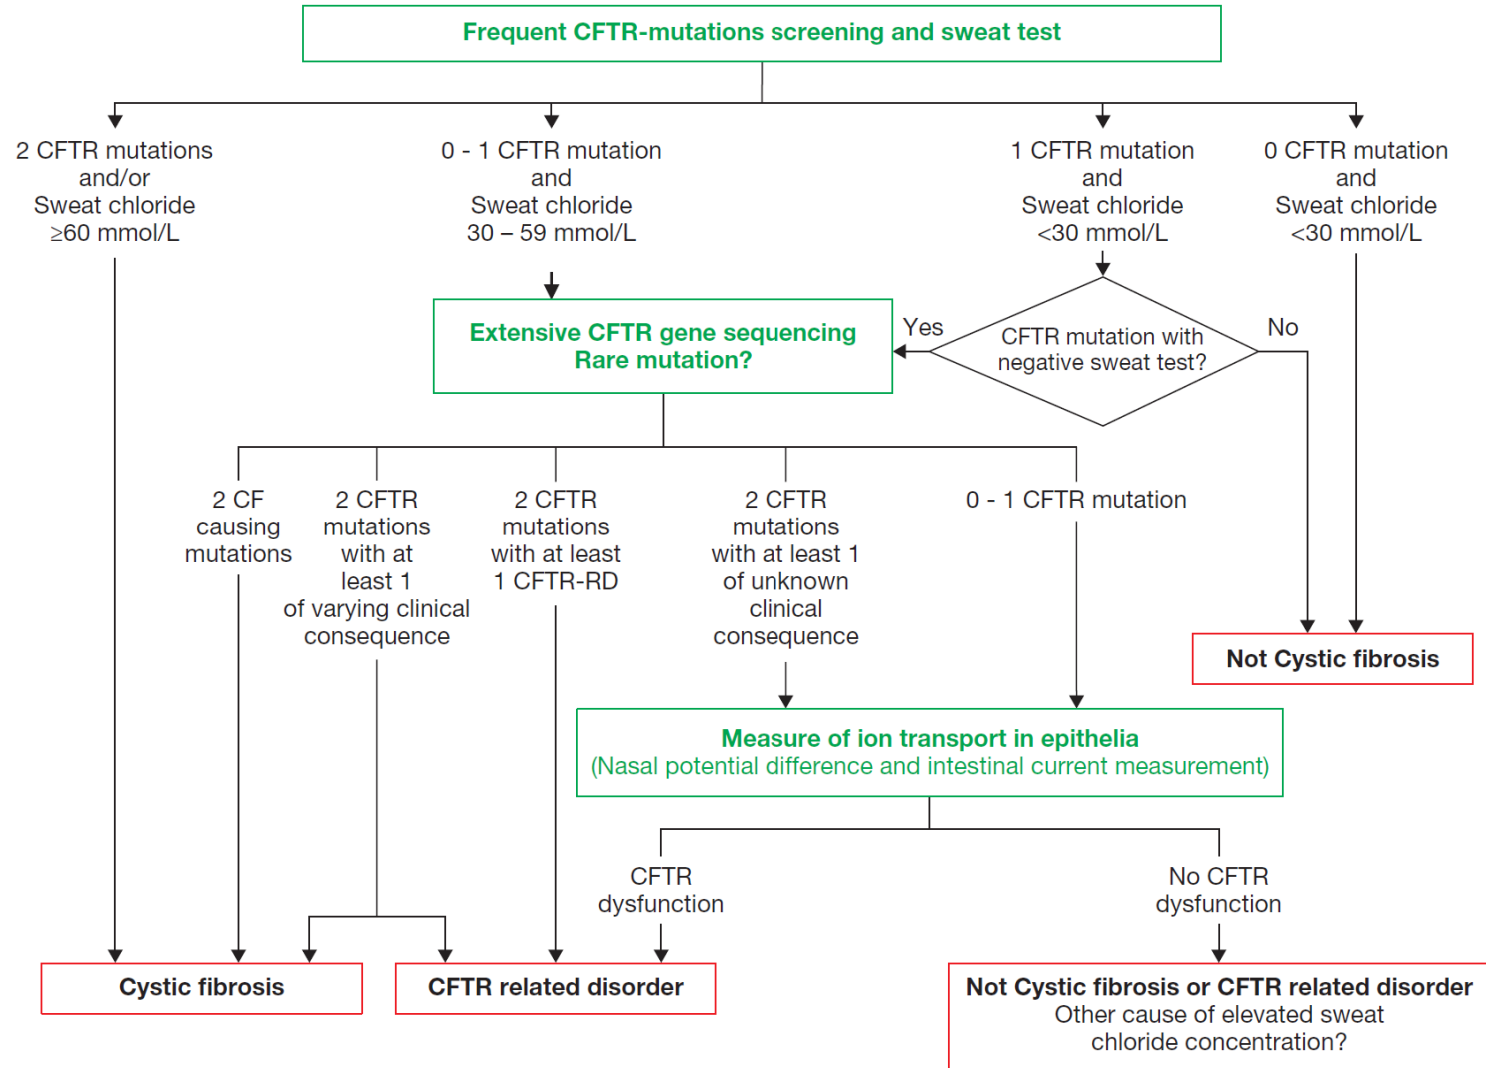 Frequent CFTR-mutations screening and sweat test
2 CFTR mutations
and/or
Sweat chloride
≥60 mmol/L
0 - 1 CFTR mutation
and
Sweat chloride
30 – 59 mmol/L
1 CFTR mutation
and
Sweat chloride
<30 mmol/L
0 CFTR mutation
and
Sweat chloride
<30 mmol/L
Extensive CFTR gene sequencing
Rare mutation?
Yes
CFTR mutation with
negative sweat test?
No
2 CF
causing
mutations
2 CFTR
mutations
with at
least 1
of varying clinical
consequence
2 CFTR
mutations
with at least
1 CFTR-RD
2 CFTR
mutations
with at least 1
of unknown
clinical
consequence
0 - 1 CFTR mutation
Not Cystic fibrosis
Measure of ion transport in epithelia
(Nasal potential difference and intestinal current measurement)
CFTR
dysfunction
No CFTR
dysfunction
Cystic fibrosis
CFTR related disorder
Not Cystic fibrosis or CFTR related disorder
Other cause of elevated sweat
chloride concentration?